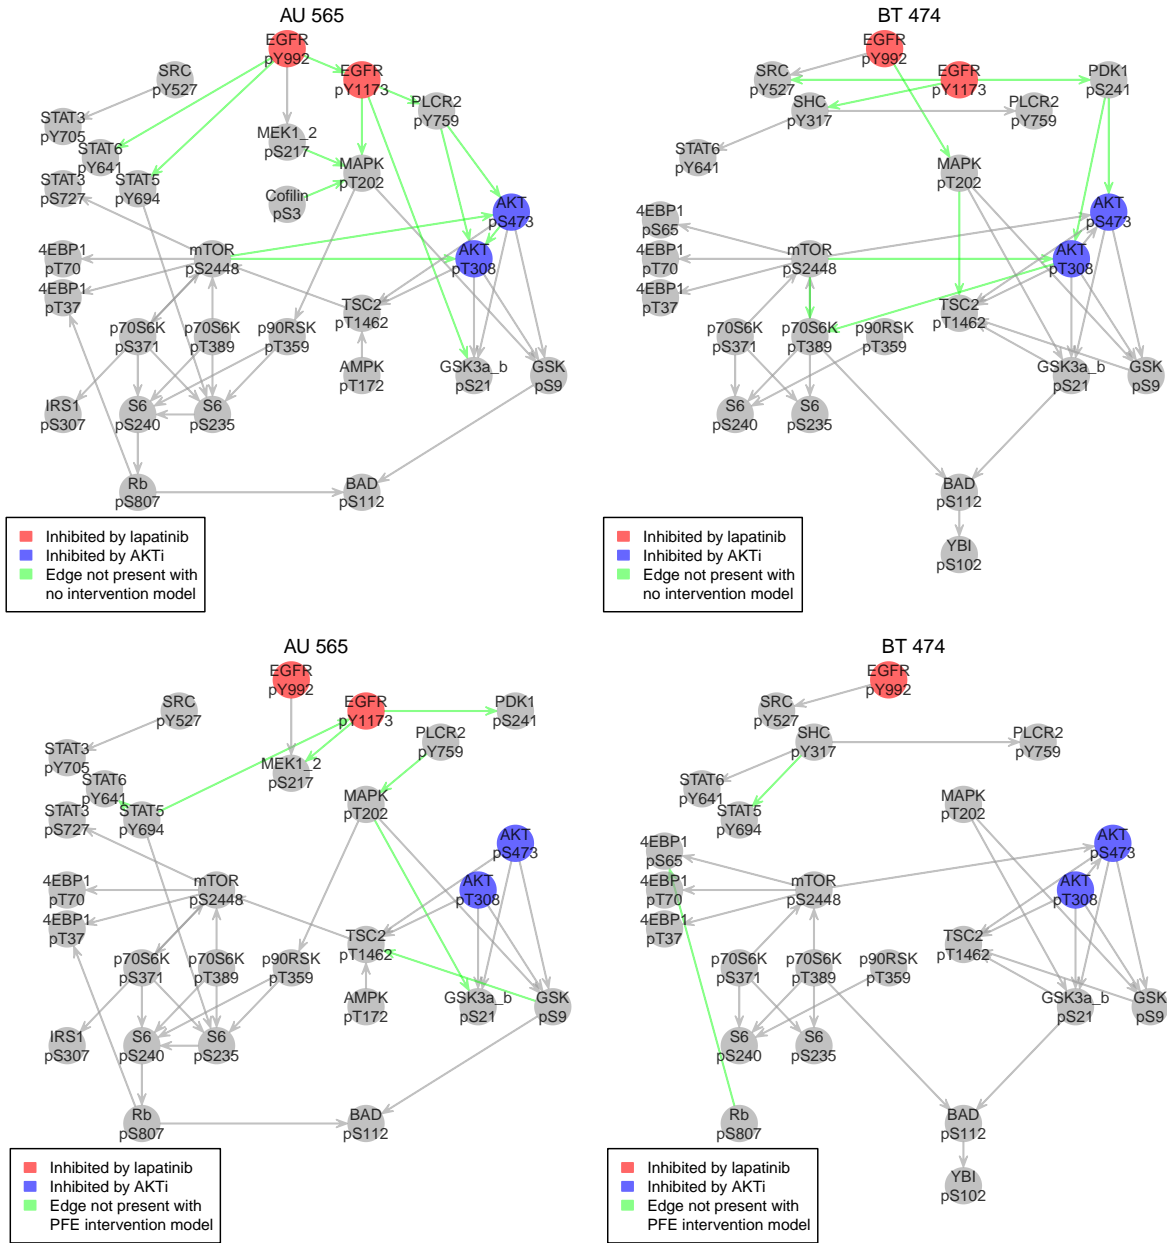 AU 565
EGFR
pY992
SRC
pY527
EGFR
pY1173
PLCR2
pY759
STAT3
pY705
MEK1_2
pS217
STAT6
pY641
MAPK
pT202
STAT3
pS727
STAT5
pY694
Cofilin
pS3
AKT
pS473
4EBP1
pT70
mTOR
pS2448
AKT
pT308
4EBP1
pT37
TSC2
pT1462
p70S6K
pS371
p70S6K
pT389
p90RSK
pT359
AMPK
pT172
GSK3a_b
pS21
GSK
pS9
IRS1
pS307
S6
pS240
S6
pS235
Rb
pS807
BAD
pS112
Inhibited by lapatinib
Inhibited by AKTi
Edge not present with
no intervention model
BT 474
EGFR
pY992
SRC
pY527
EGFR
pY1173
PDK1
pS241
SHC
pY317
PLCR2
pY759
STAT6
pY641
MAPK
pT202
4EBP1
pS65
AKT
pS473
4EBP1
pT70
mTOR
pS2448
AKT
pT308
4EBP1
pT37
TSC2
pT1462
p70S6K
pS371
p70S6K
pT389
p90RSK
pT359
GSK3a_b
pS21
GSK
pS9
S6
pS240
S6
pS235
BAD
pS112
YBI
pS102
Inhibited by lapatinib
Inhibited by AKTi
Edge not present with
no intervention model
AU 565
EGFR
pY992
SRC
pY527
EGFR
pY1173
PDK1
pS241
PLCR2
pY759
STAT3
pY705
MEK1_2
pS217
STAT6
pY641
MAPK
pT202
STAT3
pS727
STAT5
pY694
AKT
pS473
4EBP1
pT70
mTOR
pS2448
AKT
pT308
4EBP1
pT37
TSC2
pT1462
p70S6K
pS371
p70S6K
pT389
p90RSK
pT359
AMPK
pT172
GSK3a_b
pS21
GSK
pS9
IRS1
pS307
S6
pS240
S6
pS235
Rb
pS807
BAD
pS112
Inhibited by lapatinib
Inhibited by AKTi
Edge not present with
PFE intervention model
BT 474
EGFR
pY992
SRC
pY527
SHC
pY317
PLCR2
pY759
STAT6
pY641
STAT5
pY694
MAPK
pT202
4EBP1
pS65
AKT
pS473
4EBP1
pT70
mTOR
pS2448
AKT
pT308
4EBP1
pT37
TSC2
pT1462
p70S6K
pS371
p70S6K
pT389
p90RSK
pT359
GSK3a_b
pS21
GSK
pS9
S6
pS240
S6
pS235
Rb
pS807
BAD
pS112
YBI
pS102
Inhibited by lapatinib
Inhibited by AKTi
Edge not present with
PFE intervention model